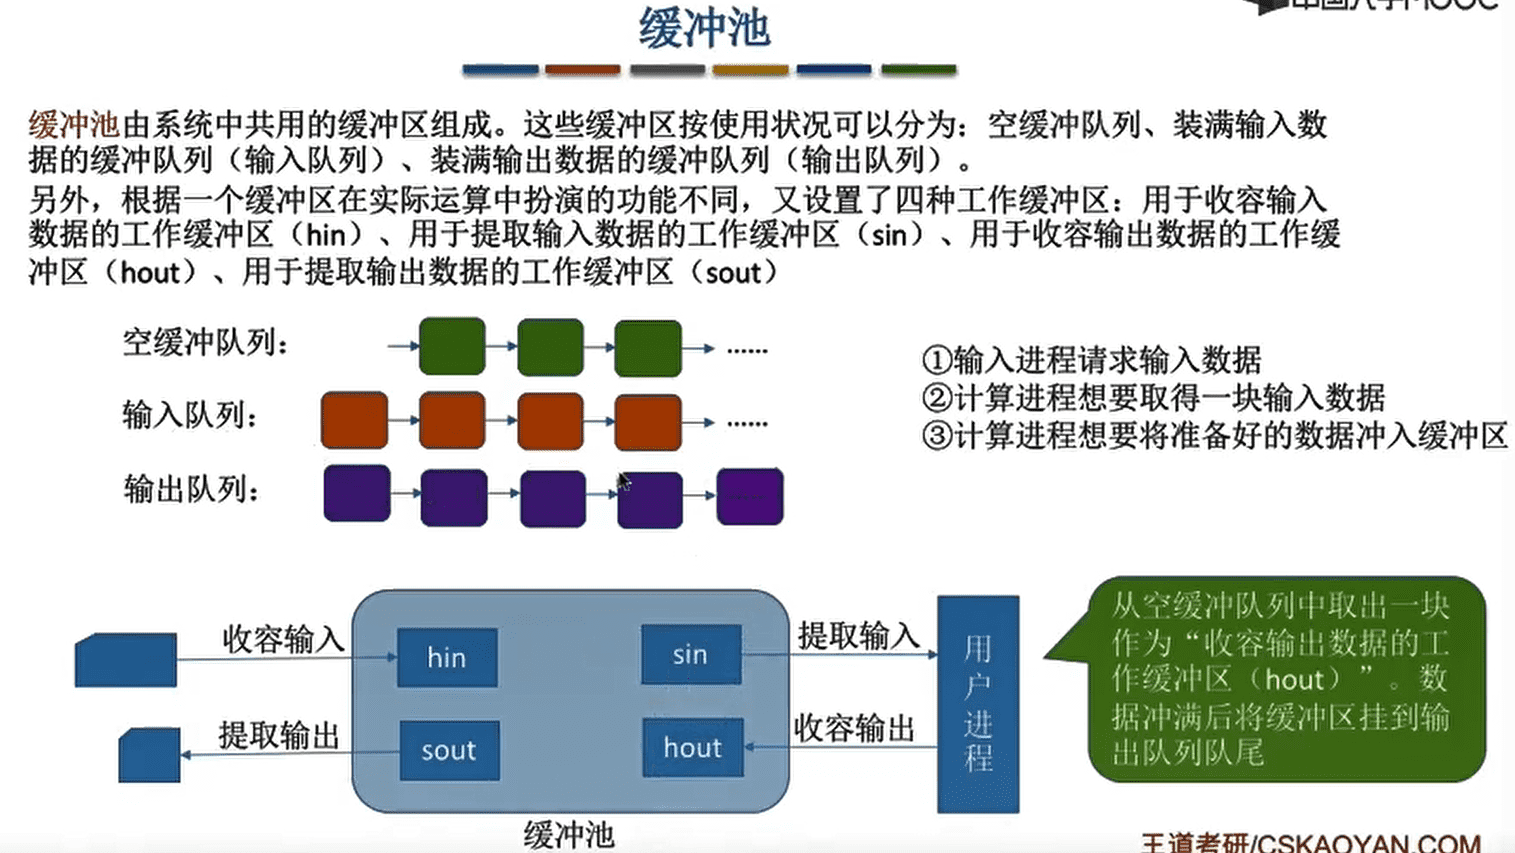 中国大学MOOC
缓冲池
缓冲池由系统中共用的缓冲区组成。这些缓冲区按使用状况可以分为：空缓冲队列、装满输入数
据的缓冲队列（输入队列）、装满输出数据的缓冲队列（输出队列）。
另外，根据一个缓冲区在实际运算中扮演的功能不同，又设置了四种工作缓冲区：用于收容输入
数据的工作缓冲区（hin）、用于提取输入数据的工作缓冲区（sin）、用于收容输出数据的工作缓
冲区（hout）、用于提取输出数据的工作缓冲区（sout）
空缓冲队列：
......
输入队列：
......
输出队列：
①输入进程请求输入数据
②计算进程想要取得一块输入数据
③计算进程想要将准备好的数据冲入缓冲区
收容输入
hin
sin
提取输入
提取输出
sout
hout
收容输出
用户进程
缓冲池
从空缓冲队列中取出一块
作为“收容输出数据的工
作缓冲区（hout）”。数
据冲满后将缓冲区挂到输
出队列队尾
王道考研/CSKAOYAN.COM